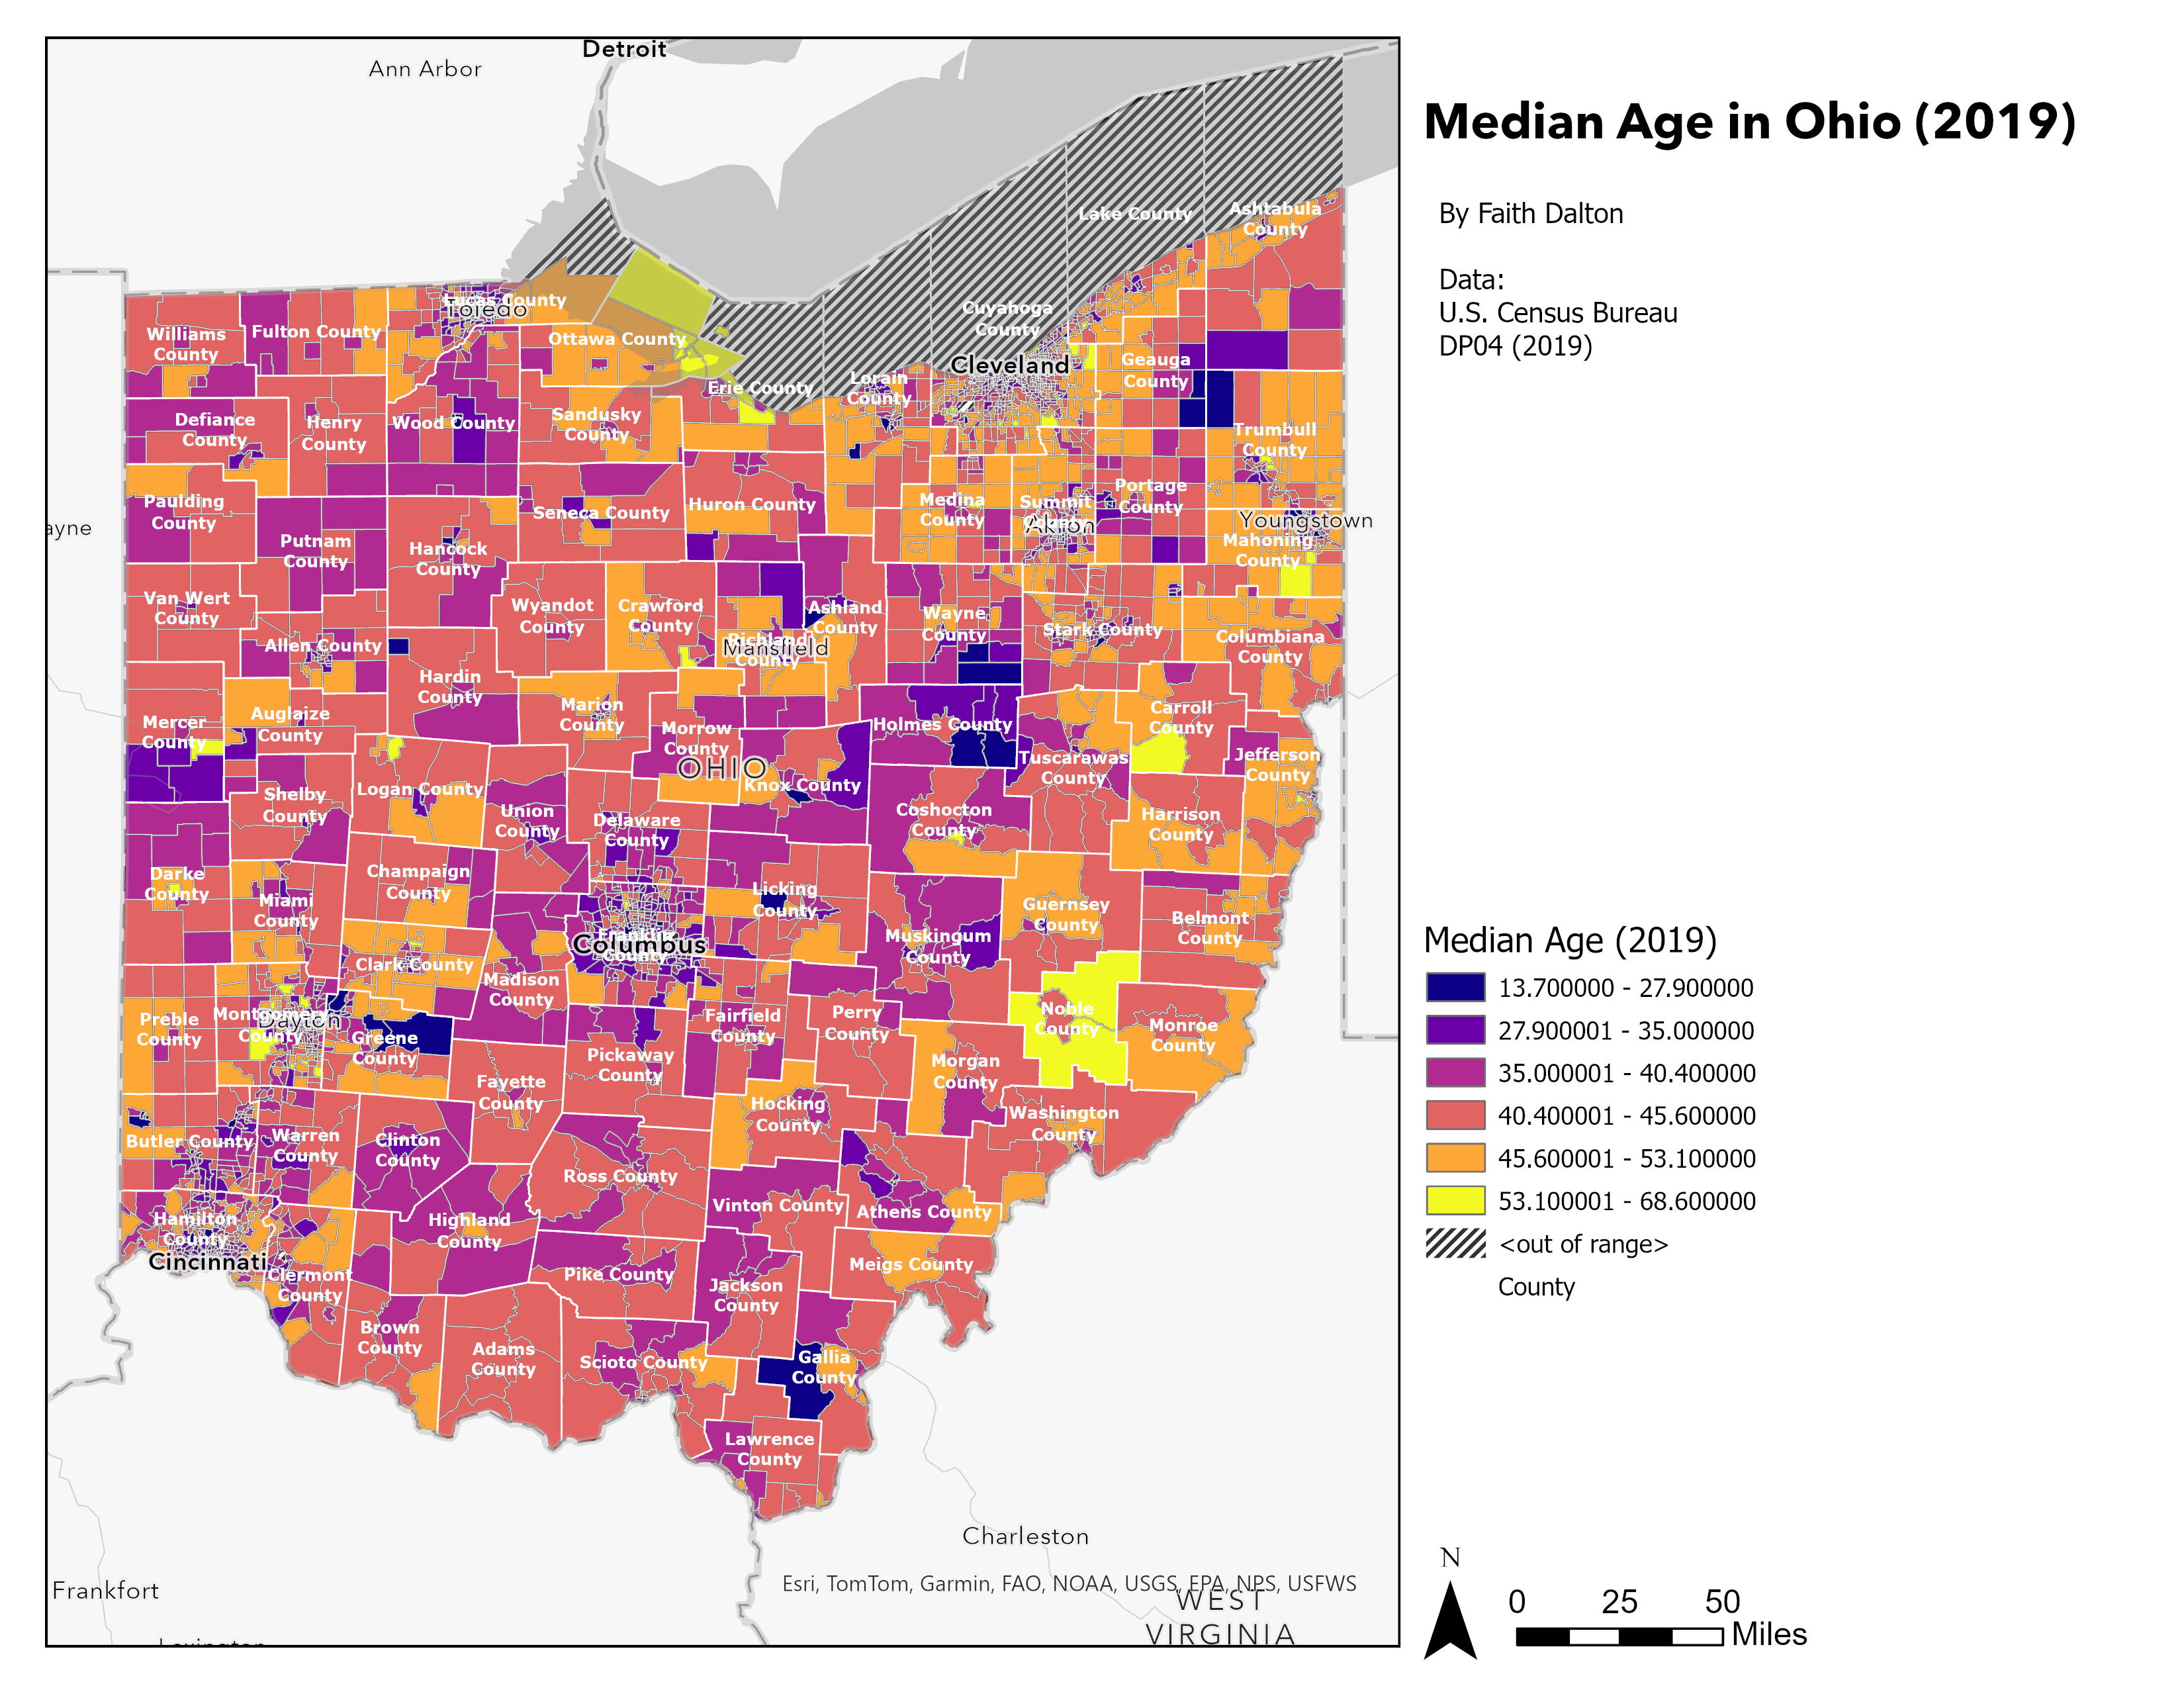 Detroit
Ann Arbor
Median Age in Ohio (2019)
By Faith Dalton
Data:
U.S. Census Bureau
DP04 (2019)
Lake County
Ashtabula
County
Lucas County
Toledo
Williams
County
Fulton County
Ottawa County
Cuyahoga
County
Cleveland
Erie County
Lorain
County
Geauga
County
Defiance
County
Henry
County
Wood County
Sandusky
County
Trumbull
County
Paulding
County
Seneca County
Huron County
Medina
County
Summit
Akron
Portage
County
Youngstown
Mahoning
County
ayne
Putnam
County
Hancock
County
Van Wert
County
Wyandot
County
Crawford
County
Richland
County
Mansfield
Ashland
County
Wayne
County
Stark County
Columbiana
County
Allen County
Hardin
County
Marion
County
Morrow
County
Mercer
County
Auglaize
County
Holmes County
Carroll
County
Tuscarawas
County
Jefferson
County
OHIO
Knox County
Logan County
Shelby
County
Union
County
Delaware
County
Coshocton
County
Harrison
County
Darke
County
Miami
County
Champaign
County
Licking
County
Guernsey
County
Belmont
County
Franklin
County
Columbus
Muskingum
County
Clark County
Madison
County
Preble
County
Montgomery
County
Dayton
Greene
County
Fairfield
County
Perry
County
Noble
County
Monroe
County
Pickaway
County
Fayette
County
Morgan
County
Hocking
County
Washington
County
Butler County
Warren
County
Clinton
County
Ross County
Vinton County
Athens County
Hamilton
County
Cincinnati
Highland
County
Clermont
County
Pike County
Jackson
County
Meigs County
Brown
County
Adams
County
Scioto County
Gallia
County
Lawrence
County
Charleston
Esri, TomTom, Garmin, FAO, NOAA, USGS, EPA, NPS, USFWS
WEST
VIRGINIA
Frankfort
Lexington
Median Age (2019)
13.700000 - 27.900000
27.900001 - 35.000000
35.000001 - 40.400000
40.400001 - 45.600000
45.600001 - 53.100000
53.100001 - 68.600000
<out of range>
County
N
0 25 50
Miles